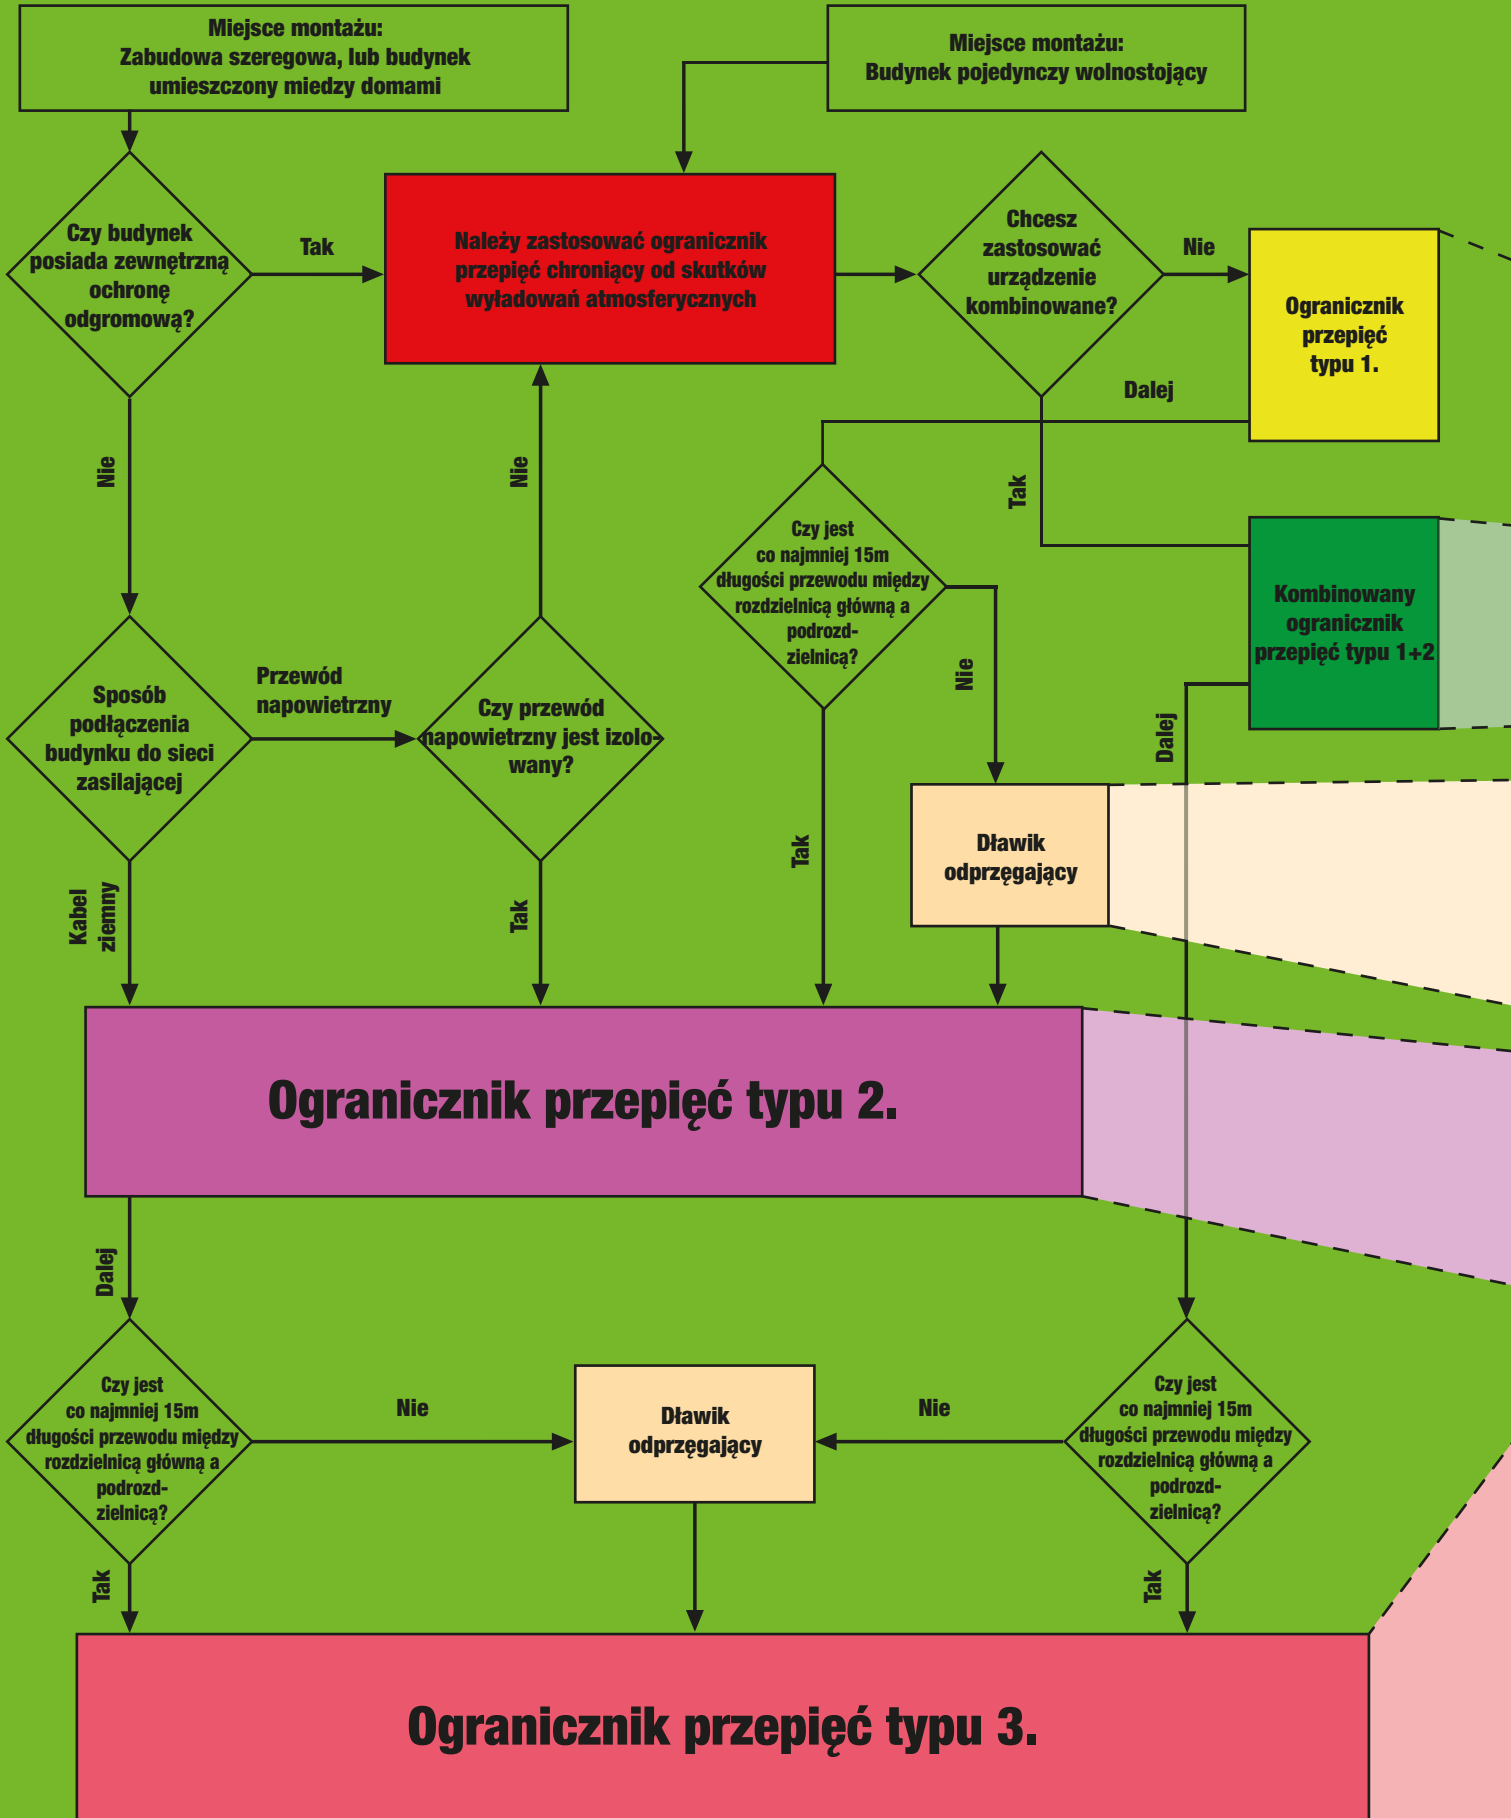 Miejsce montażu:
Zabudowa szeregowa, lub budynek
umieszczony miedzy domami
Miejsce montażu:
Budynek pojedynczy wolnostojący
Czy budynek
posiada zewnętrzną
ochronę
odgromową?
Tak
Należy zastosować ogranicznik
przepięć chroniący od skutków
wyładowań atmosferycznych
Chcesz
zastosować
urządzenie
kombinowane?
Nie
Ogranicznik
przepięć
typu 1.
Dalej
Nie
Nie
Tak
Czy jest
co najmniej 15m
długości przewodu między
rozdzielnicą główną a
podrozd-
zielnicą?
Kombinowany
ogranicznik
przepięć typu 1+2
Sposób
podłączenia
budynku do sieci
zasilającej
Przewód
napowietrzny
Czy przewód
napowietrzny jest izolo-
wany?
Nie
Dalej
Dławik
odprzęgający
Kabel
ziemny
Tak
Tak
Ogranicznik przepięć typu 2.
Dalej
Czy jest
co najmniej 15m
długości przewodu między
rozdzielnicą główną a
podrozd-
zielnicą?
Nie
Dławik
odprzęgający
Nie
Czy jest
co najmniej 15m
długości przewodu między
rozdzielnicą główną a
podrozd-
zielnicą?
Tak
Tak
Ogranicznik przepięć typu 3.